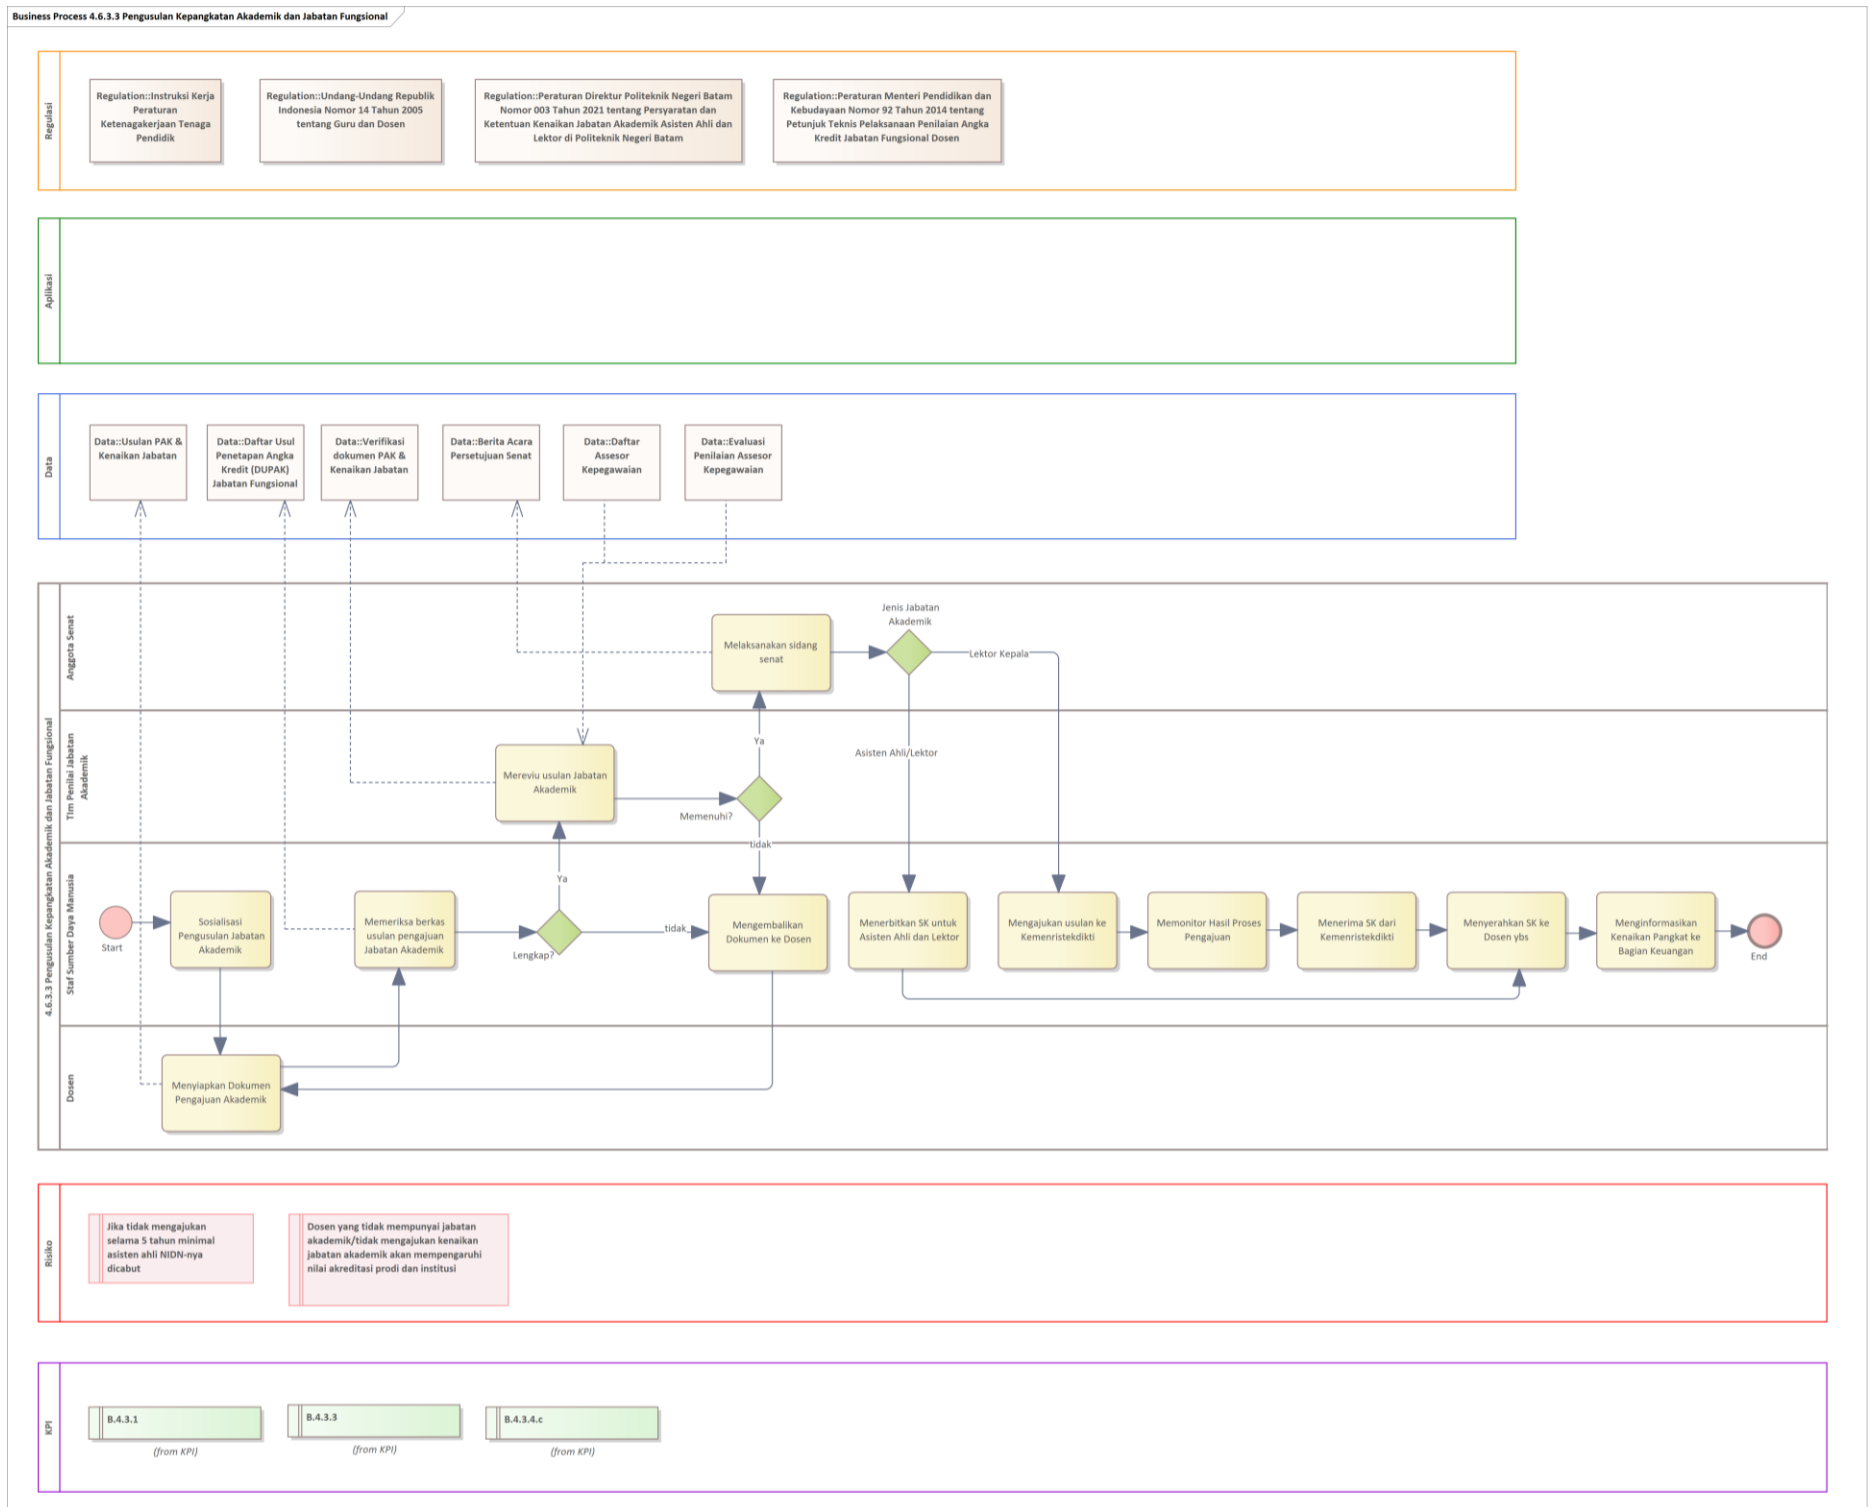 Business Process 4.6.3.3 Pengusulan Kepangkatan Akademik dan Jabatan Fungsional
Regulasi
Regulation::Instruksi Kerja
Peraturan
Ketenagakerjaan Tenaga
Pendidik
Regulation::Undang-Undang Republik
Indonesia Nomor 14 Tahun 2005
tentang Guru dan Dosen
Regulation::Peraturan Direktur Politeknik Negeri Batam
Nomor 003 Tahun 2021 tentang Persyaratan dan
Ketentuan Kenaikan Jabatan Akademik Asisten Ahli dan
Lektor di Politeknik Negeri Batam
Regulation::Peraturan Menteri Pendidikan dan
Kebudayaan Nomor 92 Tahun 2014 tentang
Petunjuk Teknis Pelaksanaan Penilaian Angka
Kredit Jabatan Fungsional Dosen
Aplikasi
Data
Data::Usulan PAK &
Kenaikan Jabatan
Data::Daftar Usul
Penetapan Angka
Kredit (DUPAK)
Jabatan Fungsional
Data::Verifikasi
dokumen PAK &
Kenaikan Jabatan
Data::Berita Acara
Persetujuan Senat
Data::Daftar
Assesor
Kepegawaian
Data::Evaluasi
Penilaian Assesor
Kepegawaian
4.6.3.3 Pengusulan Kepangkatan Akademik dan Jabatan Fungsional
Anggota Senat
Melaksanakan sidang
senat
Jenis Jabatan
Akademik
Lektor Kepala
Asisten Ahli/Lektor
Tim Penilai Jabatan
Akademik
Mereviu usulan Jabatan
Akademik
Memenuhi?
Ya
tidak
Staf Sumber Daya Manusia
Start
Sosialisasi
Pengusulan Jabatan
Akademik
Memeriksa berkas
usulan pengajuan
Jabatan Akademik
Lengkap?
Ya
tidak
Mengembalikan
Dokumen ke Dosen
Menerbitkan SK untuk
Asisten Ahli dan Lektor
Mengajukan usulan ke
Kemenristekdikti
Memonitor Hasil Proses
Pengajuan
Menerima SK dari
Kemenristekdikti
Menyerahkan SK ke
Dosen ybs
Menginformasikan
Kenaikan Pangkat ke
Bagian Keuangan
End
Dosen
Menyiapkan Dokumen
Pengajuan Akademik
Risiko
Jika tidak mengajukan
selama 5 tahun minimal
asisten ahli NIDN-nya
dicabut
Dosen yang tidak mempunyai jabatan
akademik/tidak mengajukan kenaikan
jabatan akademik akan mempengaruhi
nilai akreditasi prodi dan institusi
KPI
B.4.3.1
(from KPI)
B.4.3.3
(from KPI)
B.4.3.4.c
(from KPI)